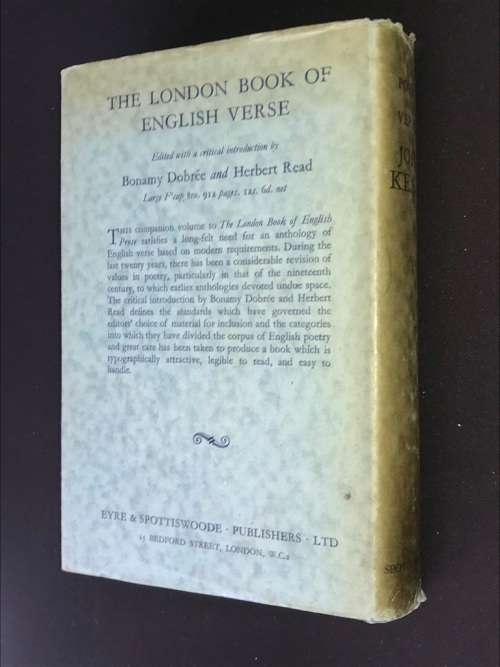 THE LONDON BOOK OF
ENGLISH VERSE
Edited with a critical introduction by
Bonamy Dobrée and Herbert Read
Large F'cap 8vo. 912 pages. 12s. 6d. net
THIS companion volume to The London Book of English
Prose satisfies a long-felt need for an anthology of
English verse based on modern requirements. During the
last twenty years, there has been a considerable revision of
values in poetry, particularly in that of the nineteenth
century, to which earlier anthologies devoted undue space.
The critical introduction by Bonamy Dobrée and Herbert
Read defines the standards which have governed the
editors' choice of material for inclusion and the categories
into which they have divided the corpus of English poetry
and great care has been taken to produce a book which is
typographically attractive, legible to read, and easy to
handle.
EYRE & SPOTTISWOODE · PUBLISHERS · LTD
15 BEDFORD STREET, LONDON, W.C.2